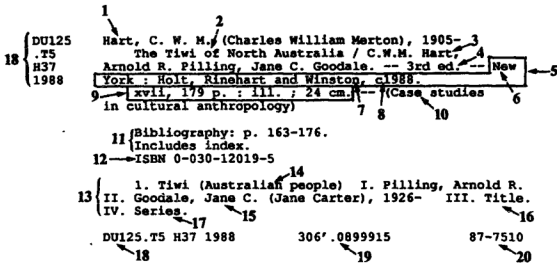 1
2
DU125 Hart, C. W. M. (Charles William Merton), 1905-
3
18 .T5 The Tiwi of North Australia / C.W.M. Hart,
4
H37 Arnold R. Pilling, Jane C. Goodale. -- 3rd ed. -- New
5
1988 York : Holt, Rinehart and Winston, c1988.
6
9 xvii, 179 p. : ill. ; 24 cm. -- (Case studies
in cultural anthropology)
7 8 10
11 Bibliography: p. 163-176.
Includes index.
12 ISBN 0-030-12019-5
14
1. Tiwi (Australian people) I. Pilling, Arnold R.
13 II. Goodale, Jane C. (Jane Carter), 1926- III. Title.
IV. Series.
17 15 16
DU125.T5 H37 1988 306'.0899915 87-7510
18 19 20